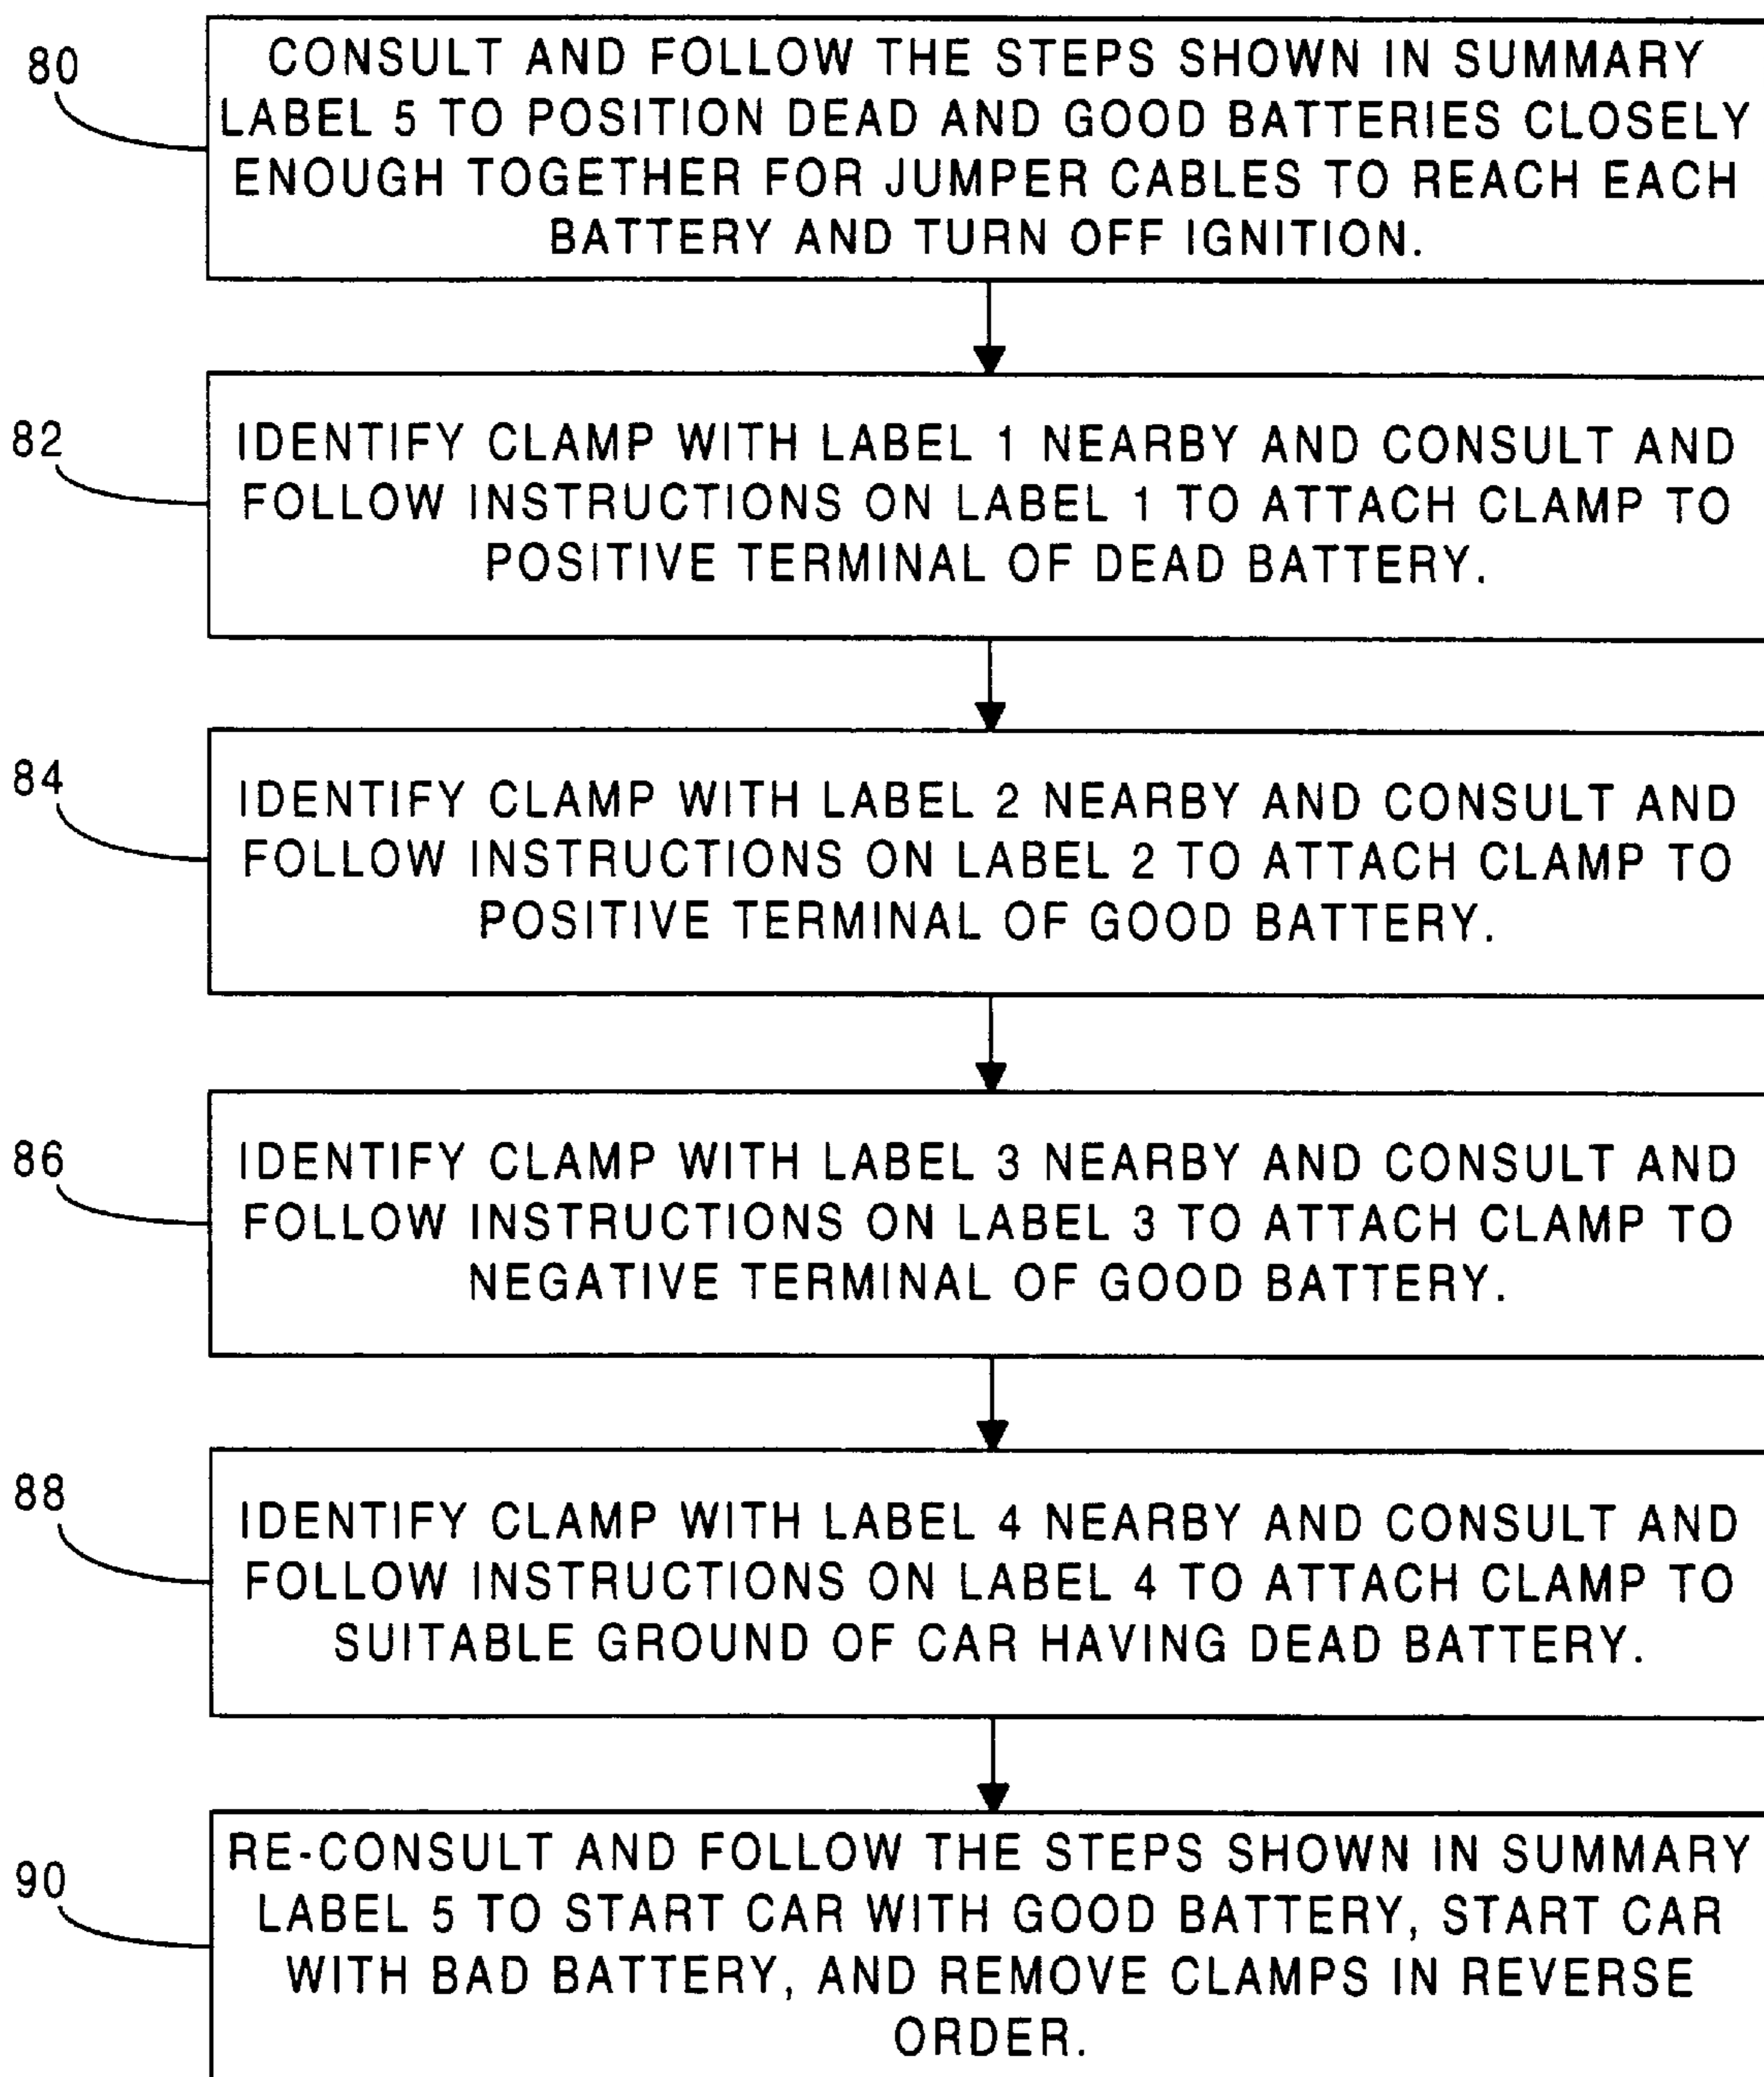 80
CONSULT AND FOLLOW THE STEPS SHOWN IN SUMMARY
LABEL 5 TO POSITION DEAD AND GOOD BATTERIES CLOSELY
ENOUGH TOGETHER FOR JUMPER CABLES TO REACH EACH
BATTERY AND TURN OFF IGNITION.
82
IDENTIFY CLAMP WITH LABEL 1 NEARBY AND CONSULT AND
FOLLOW INSTRUCTIONS ON LABEL 1 TO ATTACH CLAMP TO
POSITIVE TERMINAL OF DEAD BATTERY.
84
IDENTIFY CLAMP WITH LABEL 2 NEARBY AND CONSULT AND
FOLLOW INSTRUCTIONS ON LABEL 2 TO ATTACH CLAMP TO
POSITIVE TERMINAL OF GOOD BATTERY.
86
IDENTIFY CLAMP WITH LABEL 3 NEARBY AND CONSULT AND
FOLLOW INSTRUCTIONS ON LABEL 3 TO ATTACH CLAMP TO
NEGATIVE TERMINAL OF GOOD BATTERY.
88
IDENTIFY CLAMP WITH LABEL 4 NEARBY AND CONSULT AND
FOLLOW INSTRUCTIONS ON LABEL 4 TO ATTACH CLAMP TO
SUITABLE GROUND OF CAR HAVING DEAD BATTERY.
90
RE-CONSULT AND FOLLOW THE STEPS SHOWN IN SUMMARY
LABEL 5 TO START CAR WITH GOOD BATTERY, START CAR
WITH BAD BATTERY, AND REMOVE CLAMPS IN REVERSE
ORDER.